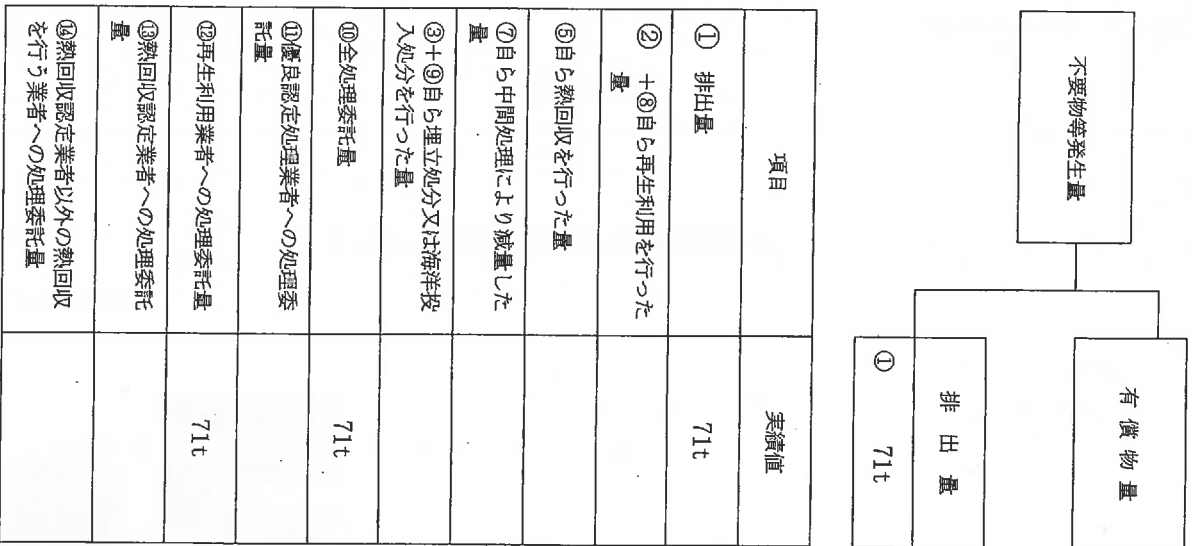 不要物等発生量
有償物量
排出量
① 71t
項目 実績値
① 排出量 71t
② +⑧自ら再生利用を行った
量
⑤自ら熱回収を行った量
⑦自ら中間処理により減量した
量
③+⑨自ら埋立処分又は海洋投
入処分を行った量
⑩全処理委託量 71t
⑪優良認定処理業者への処理委
託量
⑫再生利用業者への処理委託量 71t
⑬熱回収認定業者への処理委託
量
⑭熱回収認定業者以外の熱回収
を行う業者への処理委託量